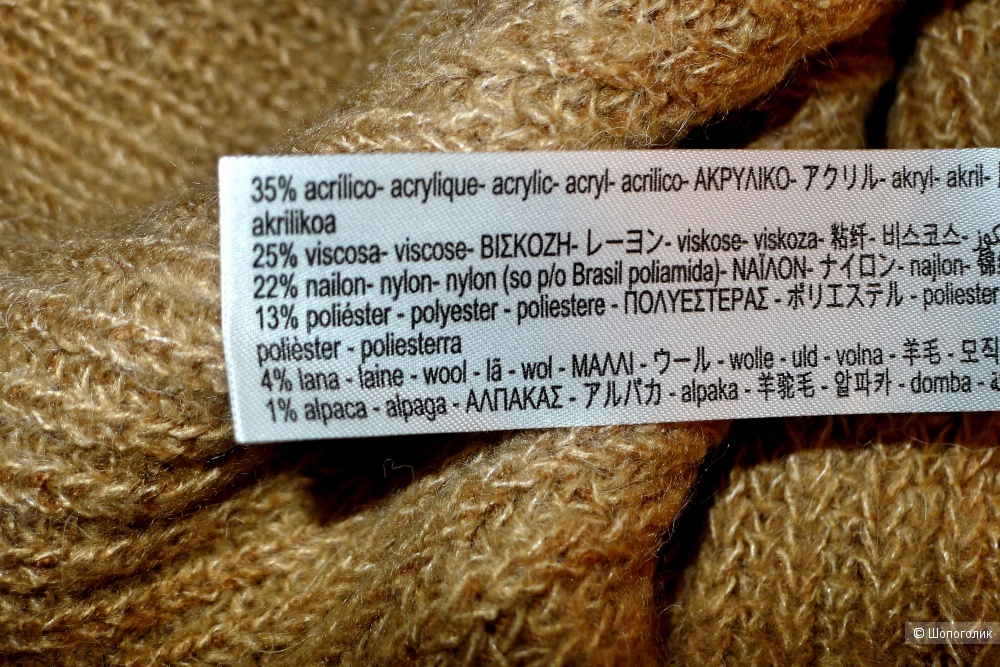 35% acrílico- acrylique- acrylic- acryl- acrilico- ΑΚΡΥΛΙΚΟ- アクリル- akryl- akril-
akrilikoa
25% viscosa- viscose- ΒΙΣΚΟΖΗ- レーヨン- viskose- viskoza- 粘纤- 비스코스-
22% nailon- nylon- nylon (so p/o Brasil poliamida)- ΝΑΪΛΟΝ- ナイロン- najlon- 锦
13% poliéster - polyester - poliestere - ΠΟΛΥΕΣΤΕΡΑΣ - ポリエステル - poliester
polièster - poliesterra
4% lana - laine - wool - lã - wol - ΜΑΛΛΙ - ウール - wolle - uld - volna - 羊毛 - 모직
1% alpaca - alpaga - ΑΛΠΑΚΑΣ - アルパカ - alpaka - 羊驼毛 - 알파카 - domba -
© Шопоголик